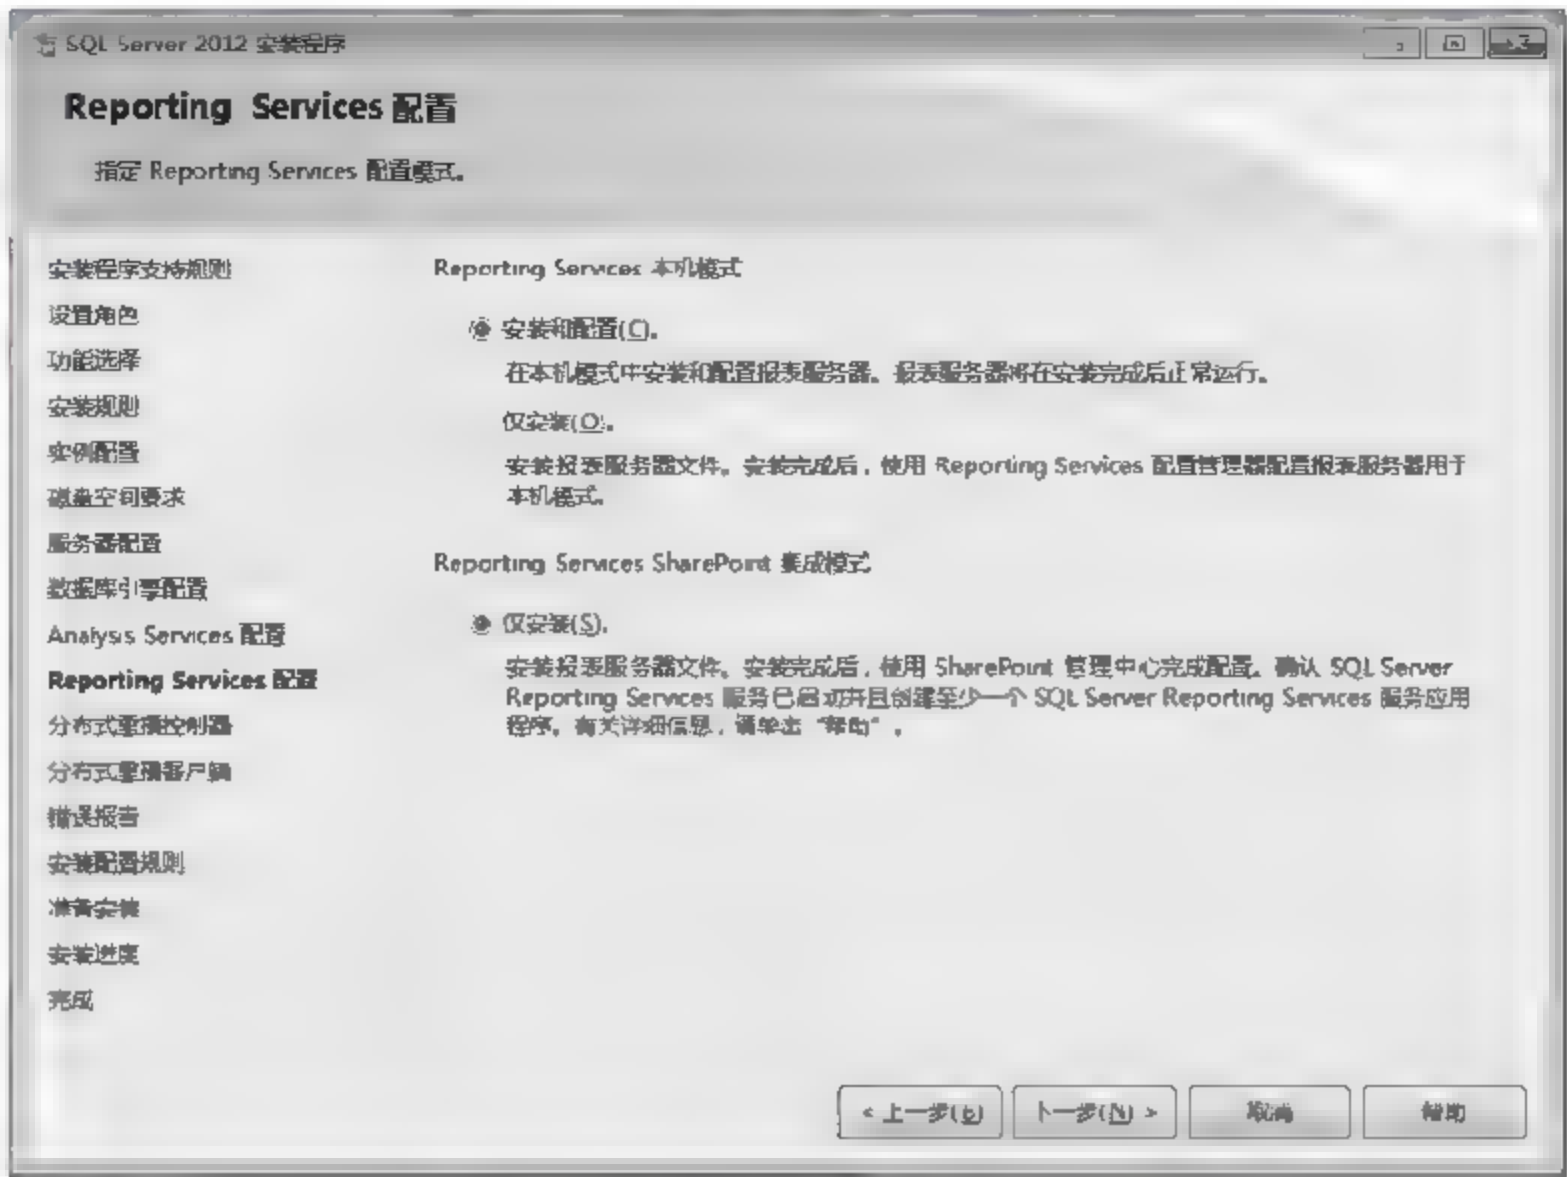 SQL Server 2012 安装程序
Reporting Services 配置
指定 Reporting Services 配置模式。
安装程序支持规则
设置角色
功能选择
安装规则
实例配置
磁盘空间要求
服务器配置
数据库引擎配置
Analysis Services 配置
Reporting Services 配置
分布式重播控制器
分布式重播客户端
错误报告
安装配置规则
准备安装
安装进度
完成
Reporting Services 本机模式
安装和配置(C)。
在本机模式中安装和配置报表服务器。报表服务器将在安装完成后正常运行。
仅安装(O)。
安装报表服务器文件。安装完成后，使用 Reporting Services 配置管理器配置报表服务器用于
本机模式。
Reporting Services SharePoint 集成模式
仅安装(S)。
安装报表服务器文件。安装完成后，使用 SharePoint 管理中心完成配置。确认 SQL Server
Reporting Services 服务已启动并且创建至少一个 SQL Server Reporting Services 服务应用
程序。有关详细信息，请单击“帮助”。
< 上一步(B)
下一步(N) >
取消
帮助